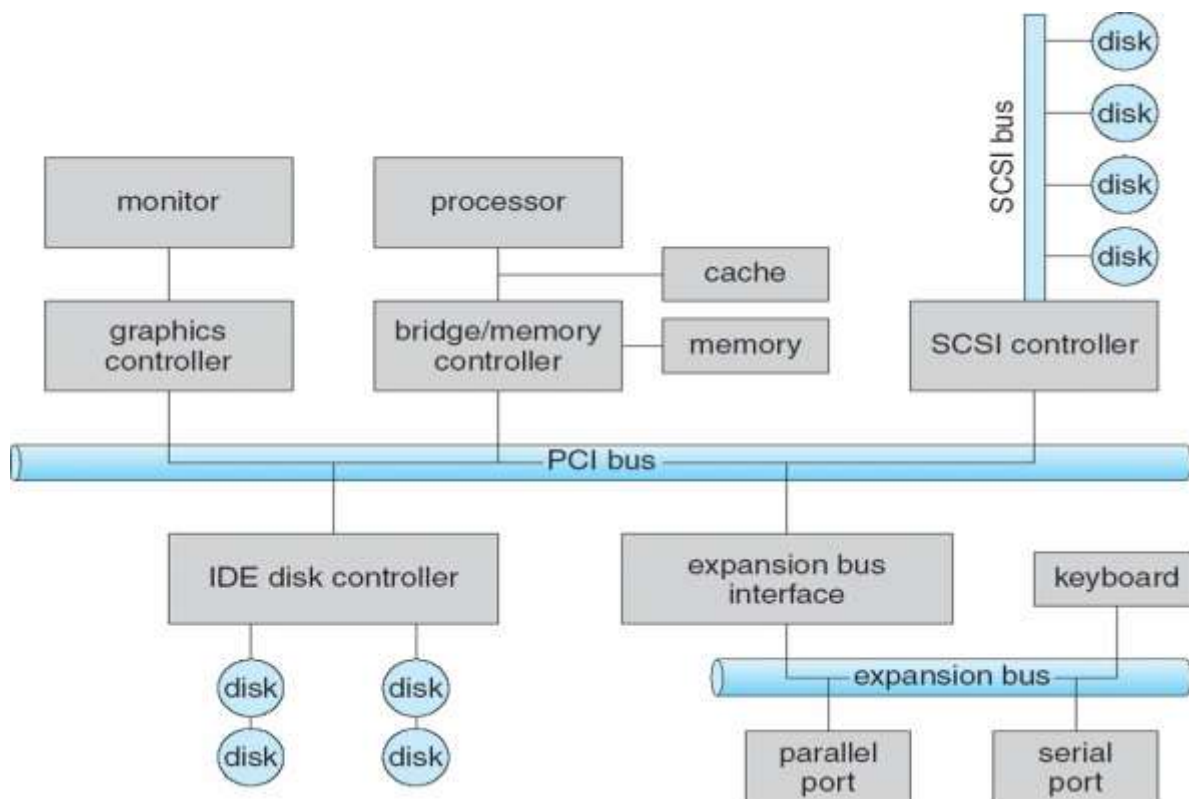 disk
disk
SCSI bus
disk
disk
monitor
processor
cache
graphics
controller
bridge/memory
controller
memory
SCSI controller
PCI bus
IDE disk controller
expansion bus
interface
keyboard
disk
disk
expansion bus
disk
disk
parallel
port
serial
port